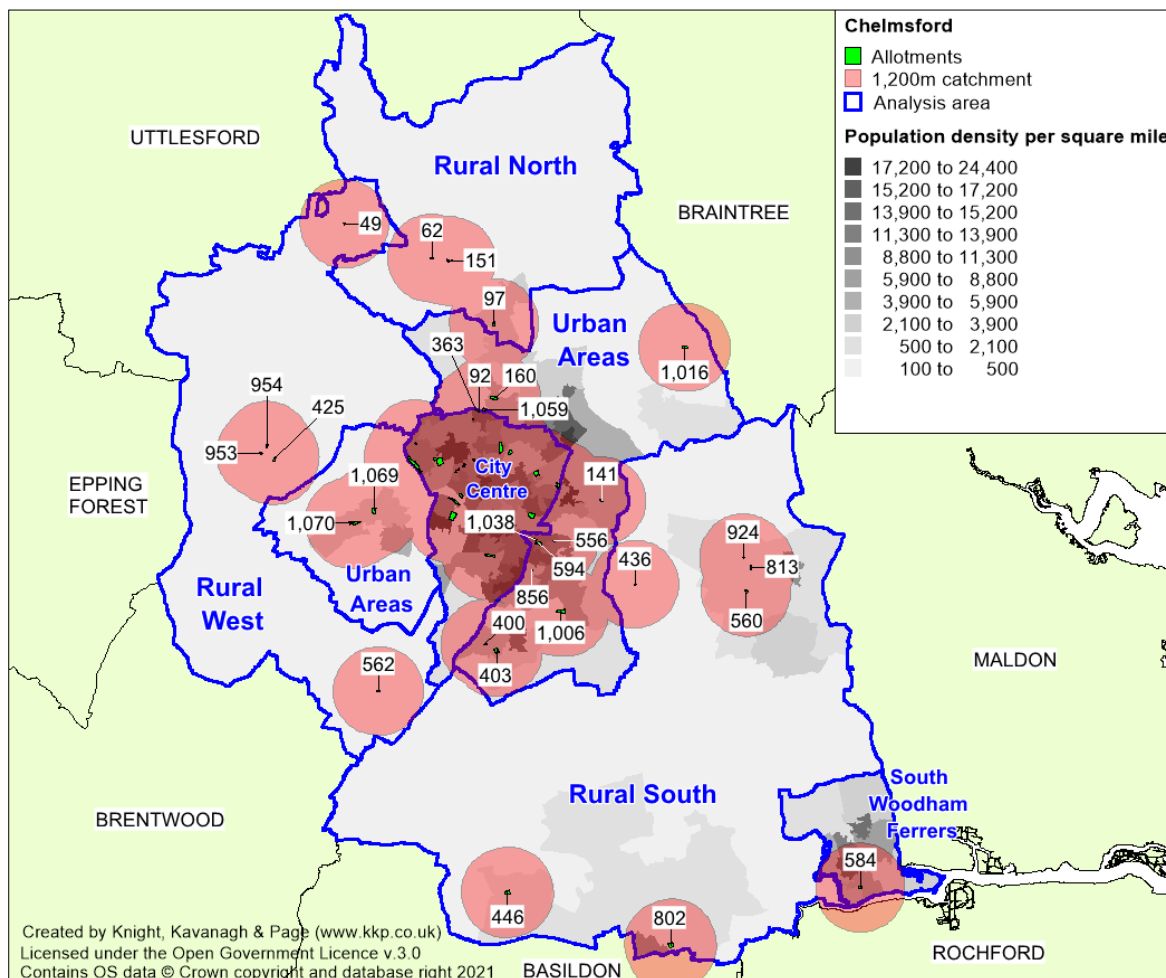 Chelmsford
Allotments
1,200m catchment
Analysis area
Population density per square mile
17,200 to 24,400
15,200 to 17,200
13,900 to 15,200
11,300 to 13,900
8,800 to 11,300
5,900 to 8,800
3,900 to 5,900
2,100 to 3,900
500 to 2,100
100 to 500
UTTLESFORD
Rural North
BRAINTREE
49
62
151
97
Urban
Areas
363
92
160
1,016
1,059
954
425
953
City
Centre
EPPING
FOREST
1,069
141
1,070
1,038
556
924
594
436
813
Urban
Areas
Rural
West
856
560
400
1,006
403
562
MALDON
BRENTWOOD
Rural South
South
Woodham
Ferrers
584
446
802
Created by Knight, Kavanagh & Page (www.kkp.co.uk)
Licensed under the Open Government Licence v.3.0
Contains OS data © Crown copyright and database right 2021
BASILDON
ROCHFORD